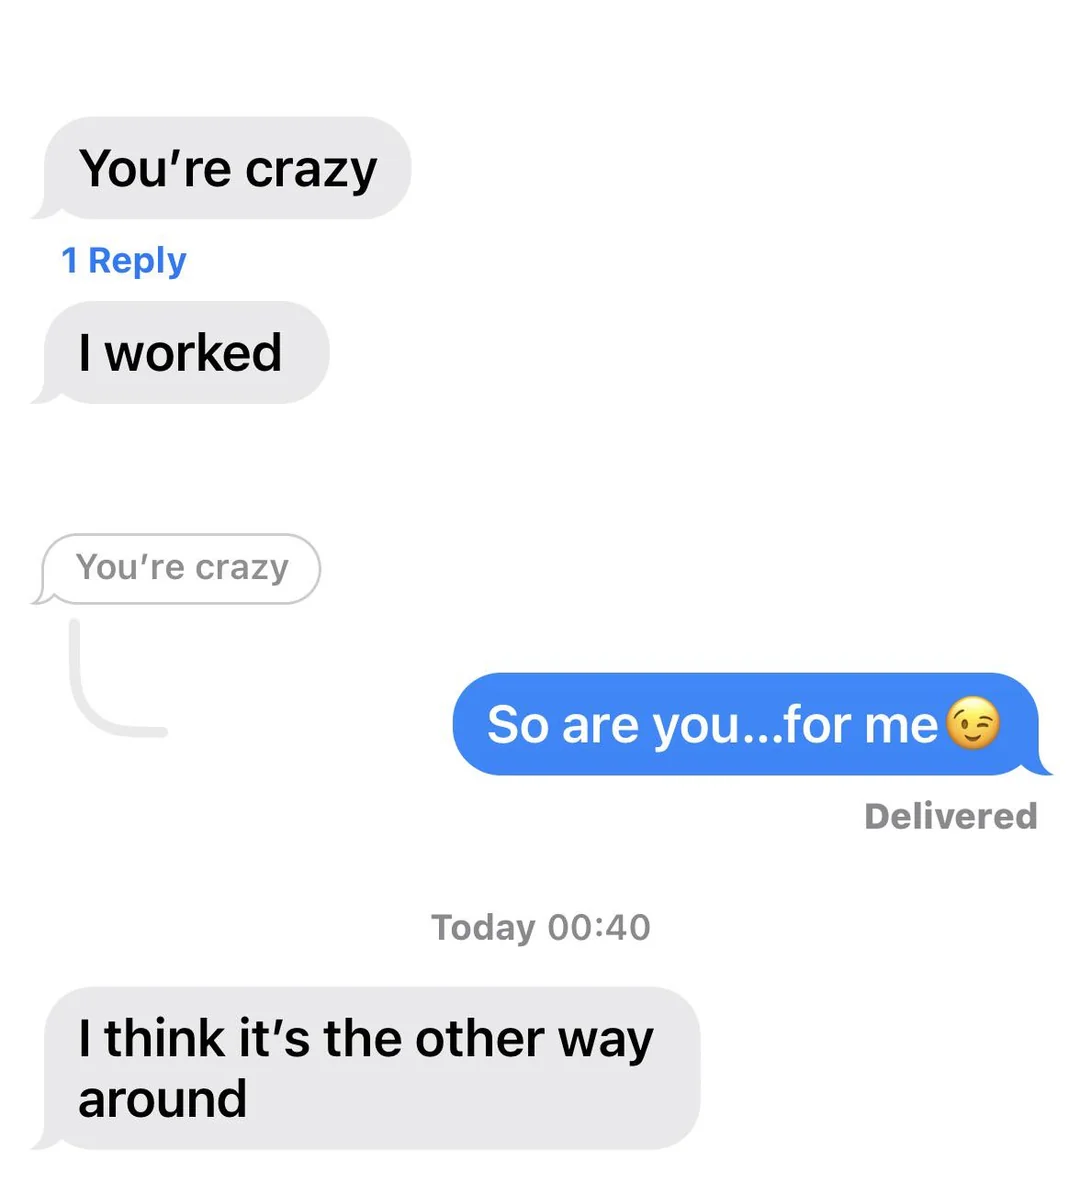 You’re crazy
1 Reply
I worked
You’re crazy
So are you...for me😉
Delivered
Today 00:40
I think it’s the other way
around